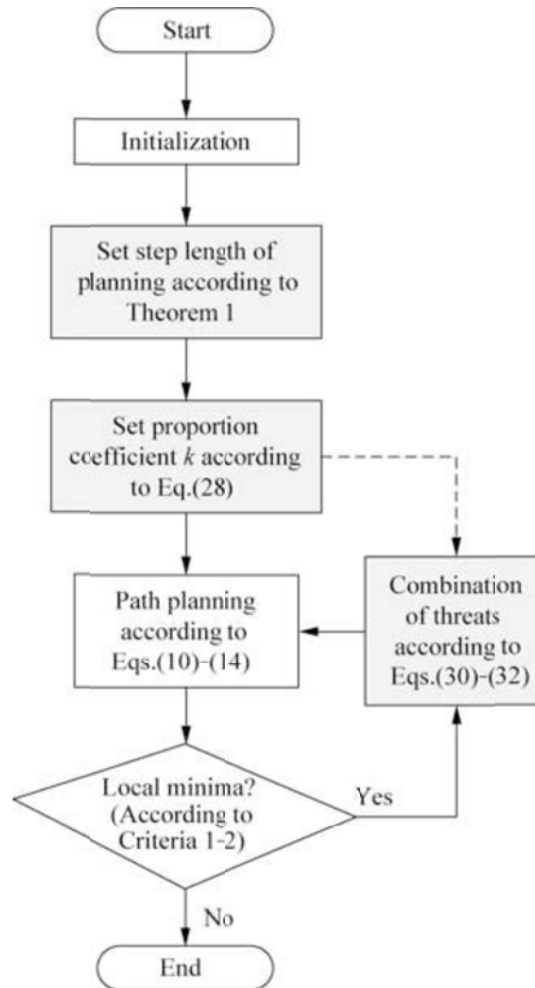 Start
Initialization
Set step length of
planning according to
Theorem 1
Set proportion
coefficient k according
to Eq.(28)
Path planning
according to
Eqs.(10)-(14)
Combination
of threats
according to
Eqs.(30)-(32)
Local minima?
(According to
Criteria 1-2)
Yes
No
End